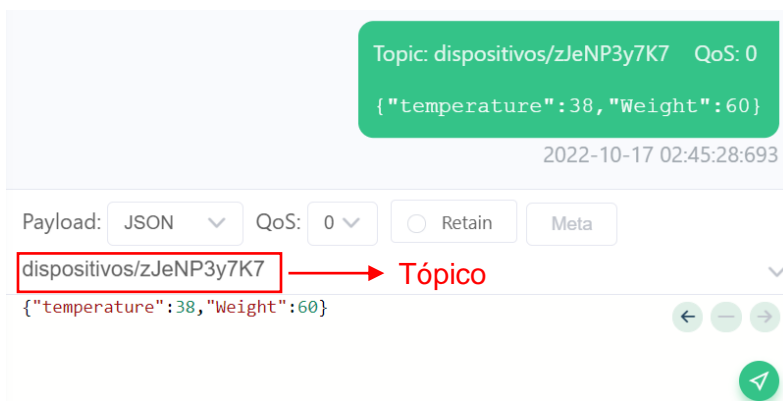 Topic: dispositivos/zJeNP3y7K7 QoS: 0
{"temperature":38,"Weight":60}
2022-10-17 02:45:28:693
Payload: JSON QoS: 0 Retain Meta
dispositivos/zJeNP3y7K7 Tópico
{"temperature":38,"Weight":60}